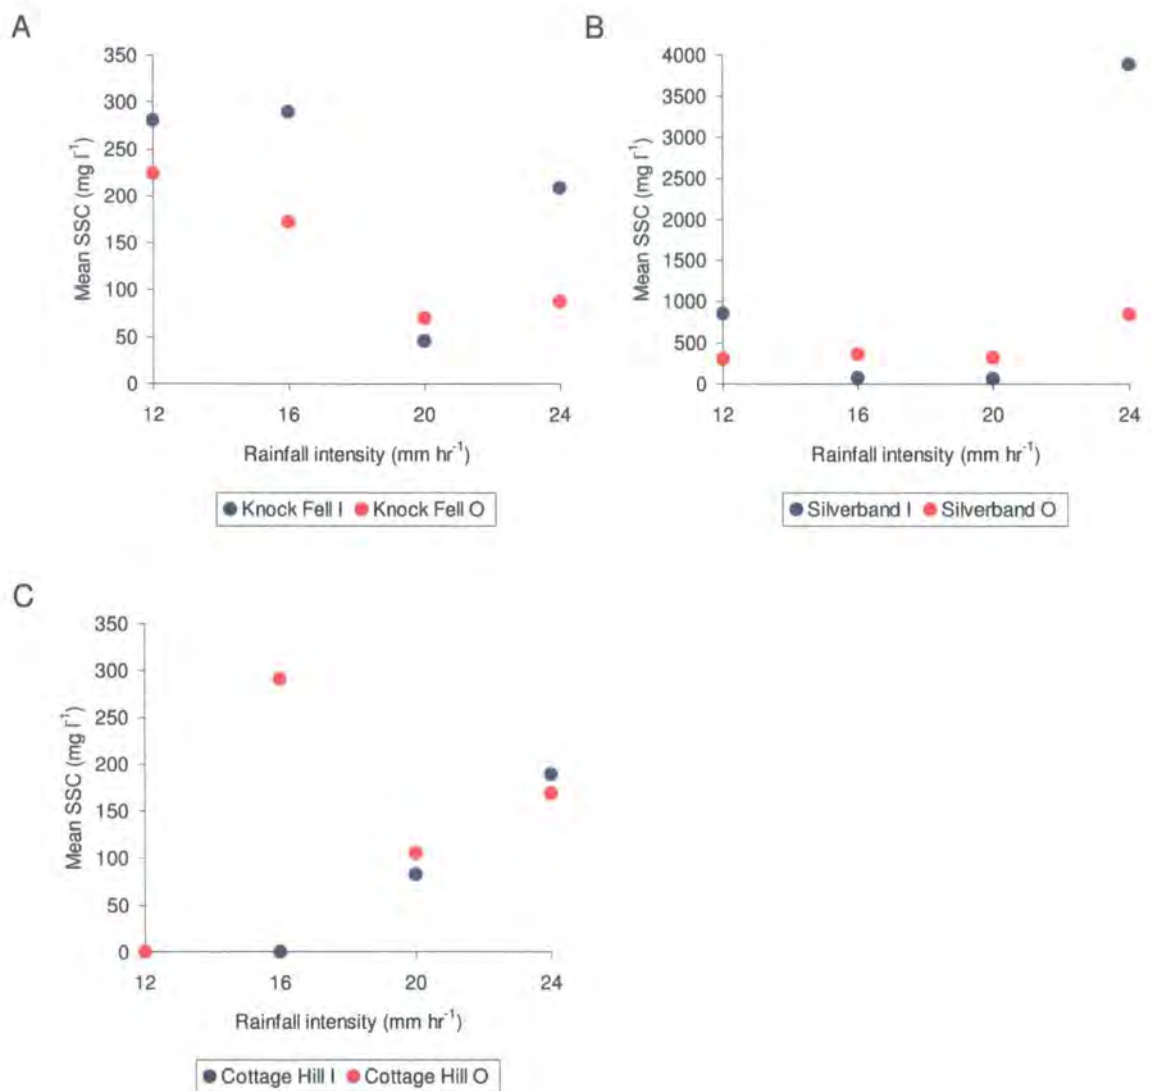 A
350
300
250
200
150
100
50
0
Mean SSC (mg l⁻¹)
12 16 20 24
Rainfall intensity (mm hr⁻¹)
Knock Fell I Knock Fell O
B
4000
3500
3000
2500
2000
1500
1000
500
0
Mean SSC (mg l⁻¹)
12 16 20 24
Rainfall intensity (mm hr⁻¹)
Silverband I Silverband O
C
350
300
250
200
150
100
50
0
Mean SSC (mg l⁻¹)
12 16 20 24
Rainfall intensity (mm hr⁻¹)
Cottage Hill I Cottage Hill O